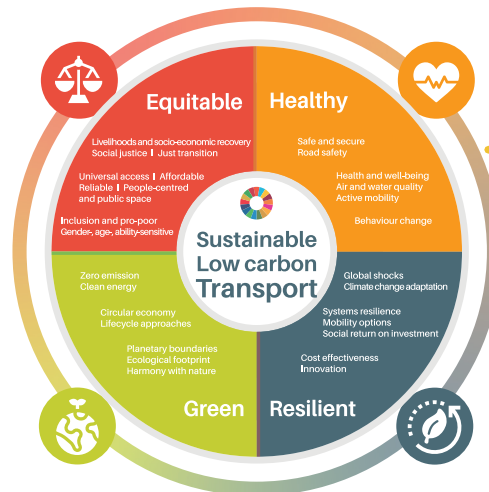 Equitable
Livelihoods and socio-economic recovery
Social justice I Just transition
Universal access I Affordable
Reliable I People-centred
and public space
Inclusion and pro-poor
Gender-, age-, ability-sensitive
Healthy
Safe and secure
Road safety
Health and well-being
Air and water quality
Active mobility
Behaviour change
Sustainable
Low carbon
Transport
Zero emission
Clean energy
Circular economy
Lifecycle approaches
Planetary boundaries
Ecological footprint
Harmony with nature
Green
Global shocks
Climate change adaptation
Systems resilience
Mobility options
Social return on investment
Cost effectiveness
Innovation
Resilient